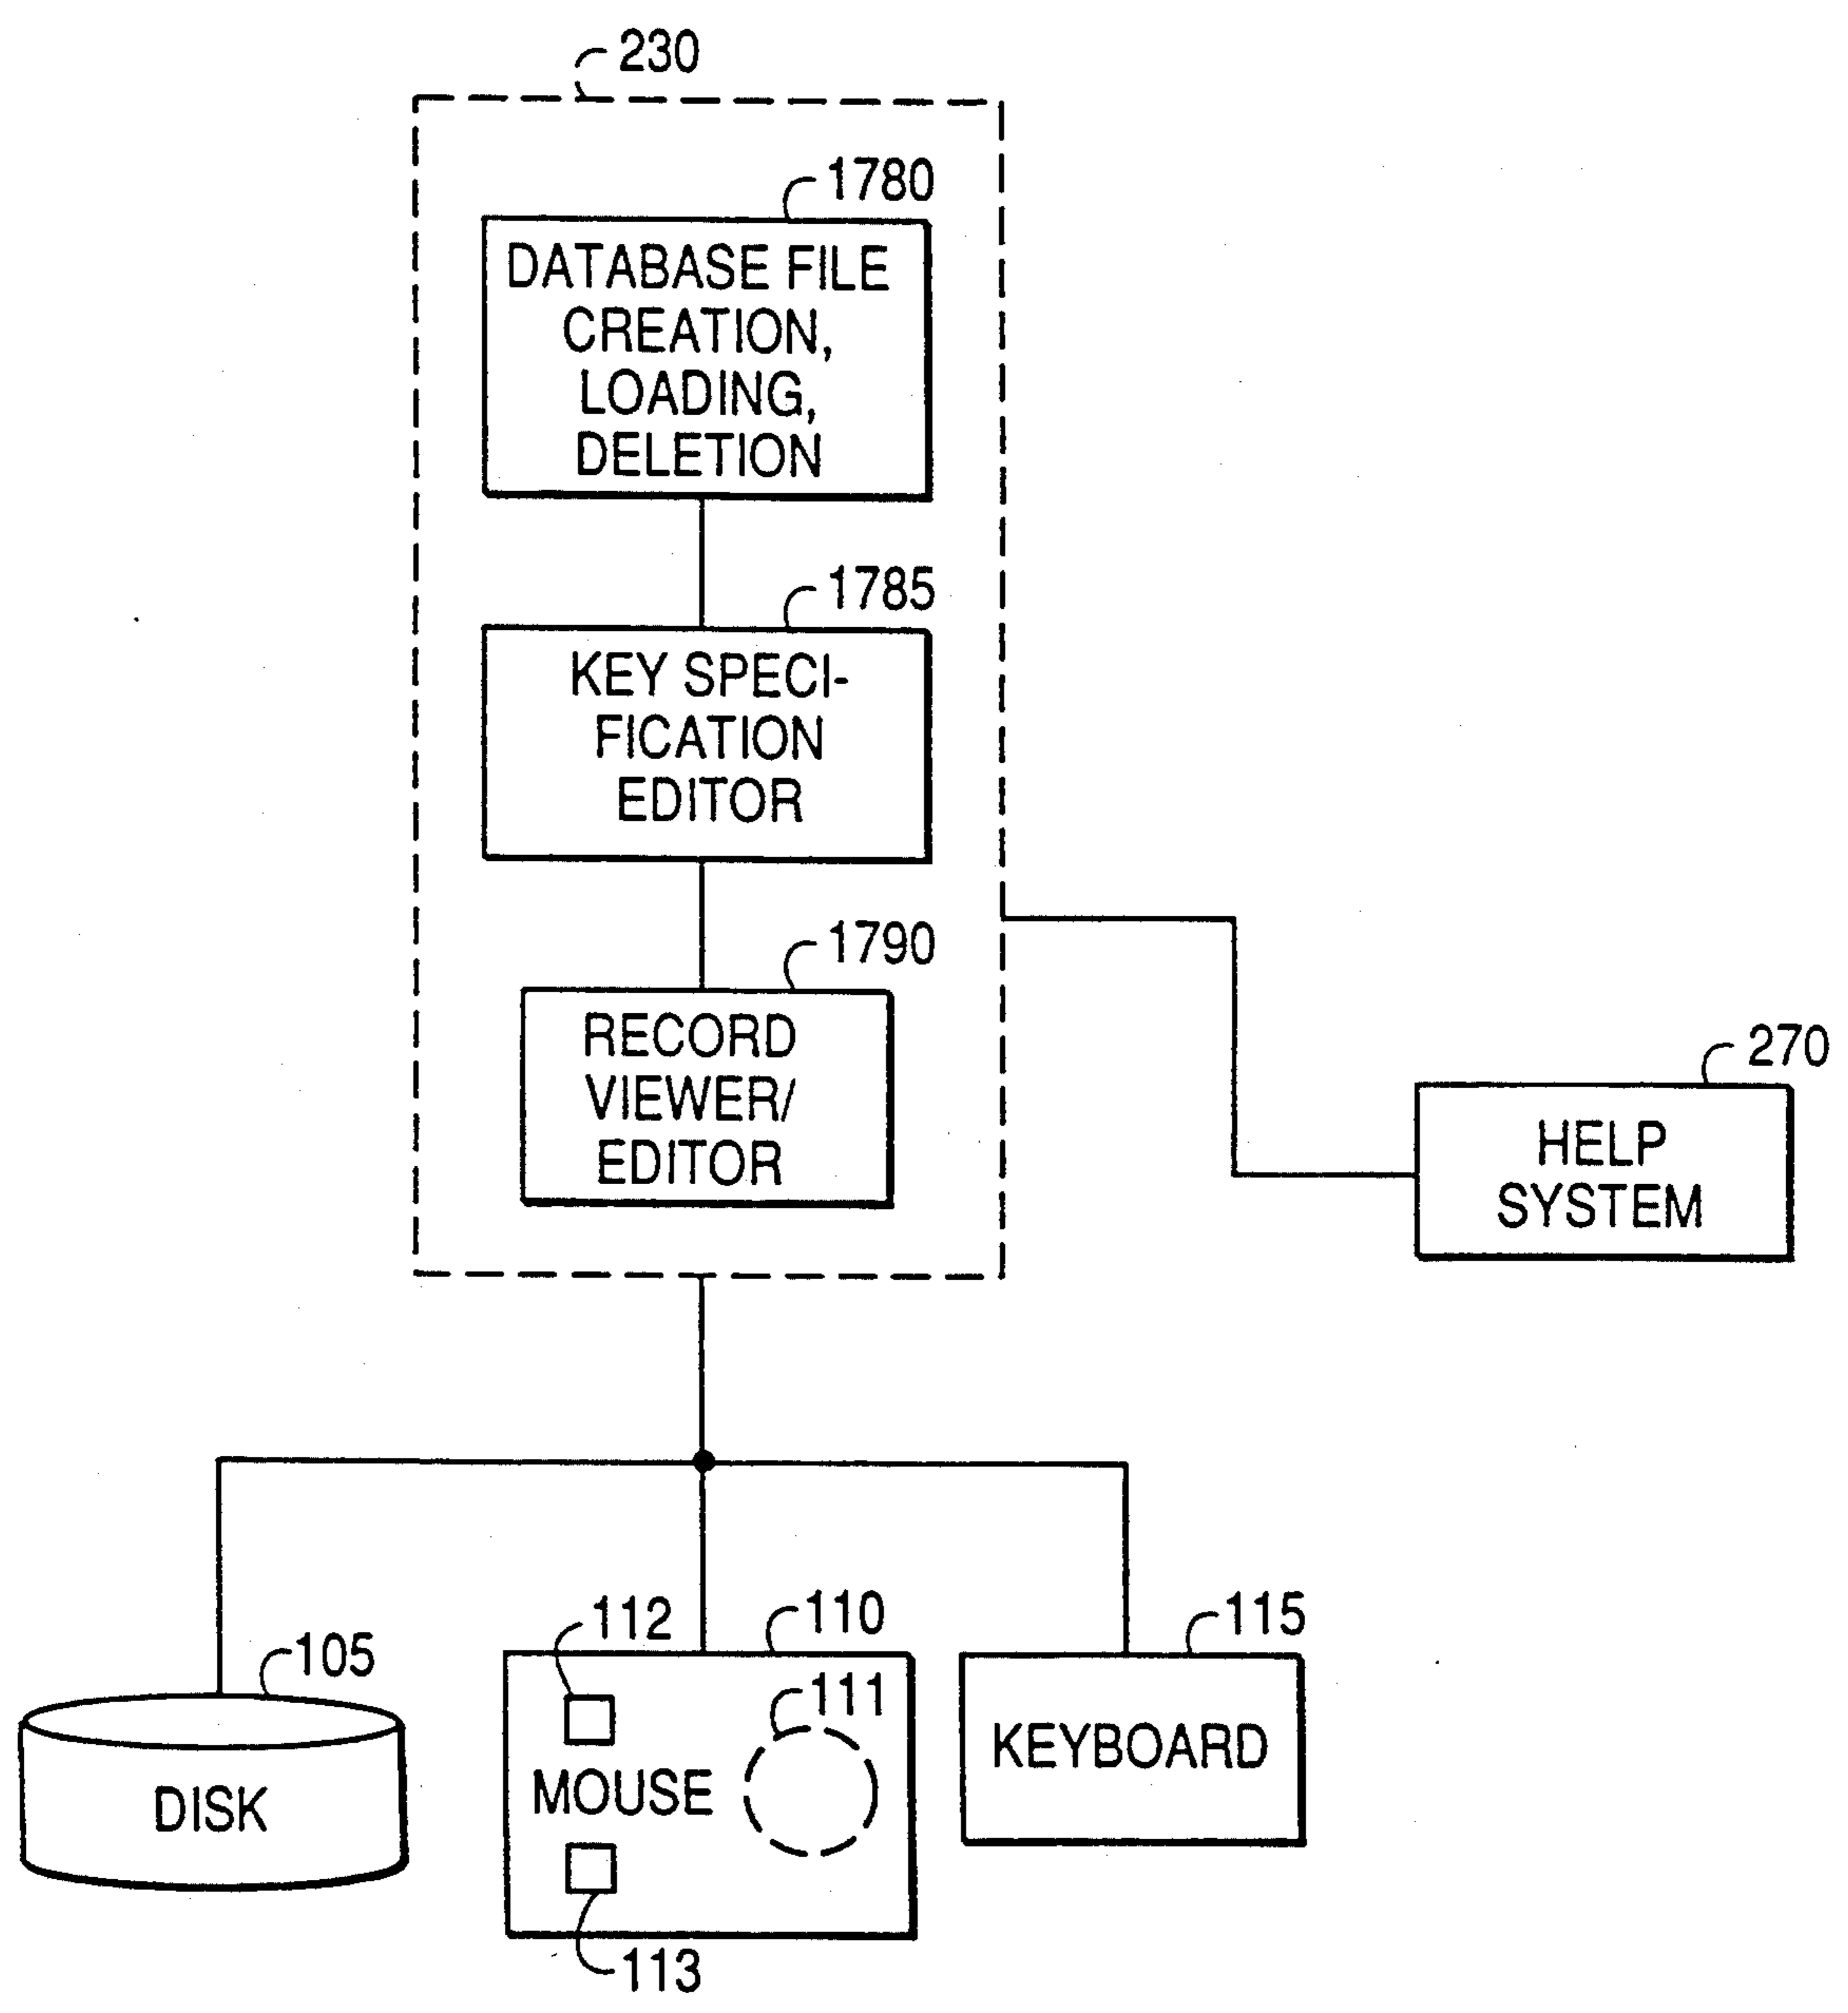 230
1780
DATABASE FILE
CREATION,
LOADING,
DELETION
1785
KEY SPECI-
FICATION
EDITOR
1790
RECORD
VIEWER/
EDITOR
270
HELP
SYSTEM
105
DISK
112
110
111
MOUSE
113
115
KEYBOARD